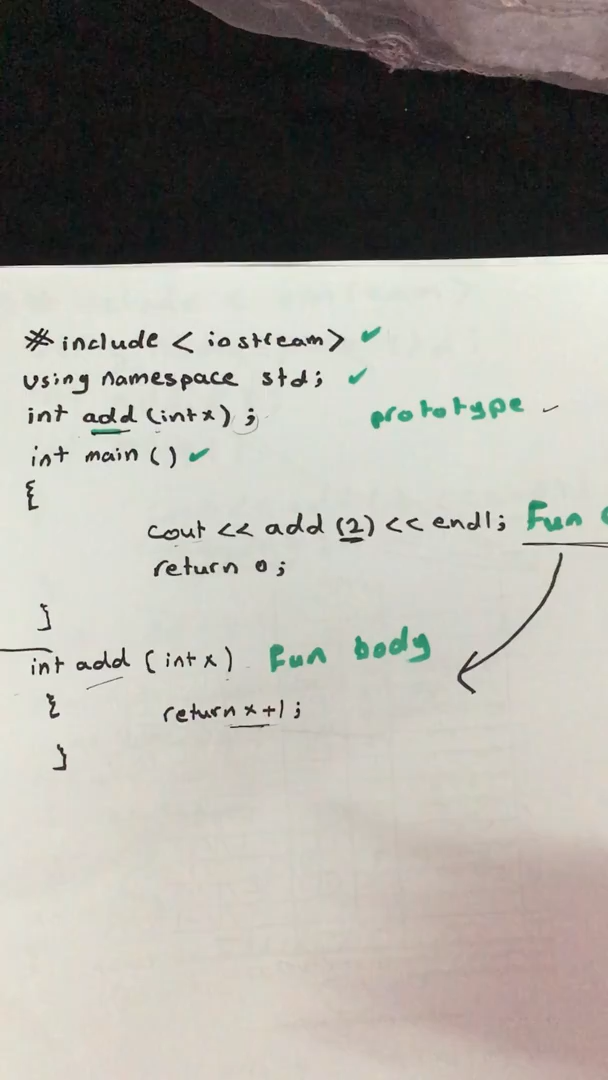 #include <iostream> ✓
using namespace std; ✓
int add (int x) ; prototype ✓
int main () ✓
{
cout << add (2) << endl; Fun
return 0;
}
int add (int x) Fun body
{ return x+1;
}